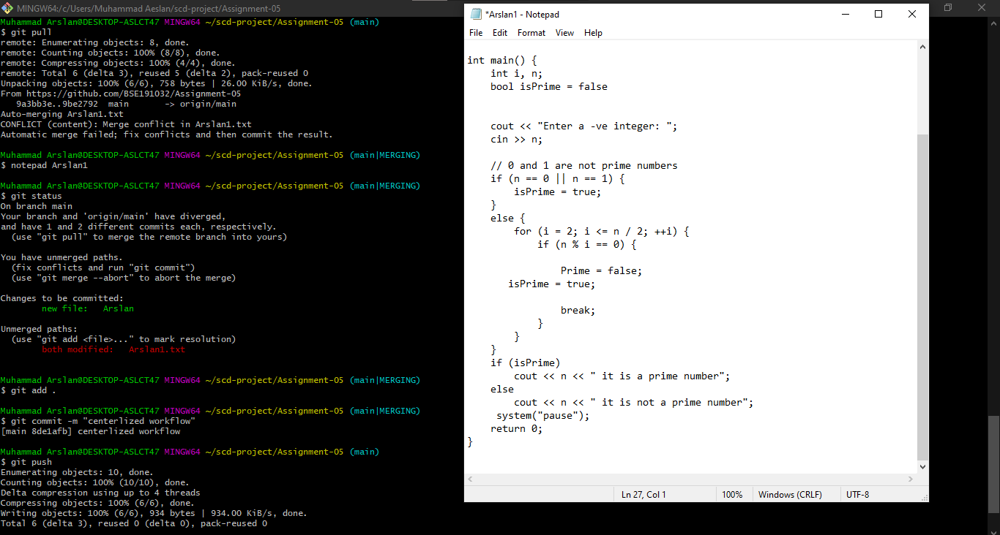 MINGW64:/c/Users/Muhammad Aeslan/scd-project/Assignment-05
Muhammad Arslan@DESKTOP-ASLCT47 MINGW64 ~/scd-project/Assignment-05 (main)
$ git pull
remote: Enumerating objects: 8, done.
remote: Counting objects: 100% (8/8), done.
remote: Compressing objects: 100% (4/4), done.
remote: Total 6 (delta 3), reused 5 (delta 2), pack-reused 0
Unpacking objects: 100% (6/6), 758 bytes | 26.00 KiB/s, done.
From https://github.com/BSE191032/Assignment-05
   9a3bb3e..9be2792  main       -> origin/main
Auto-merging Arslan1.txt
CONFLICT (content): Merge conflict in Arslan1.txt
Automatic merge failed; fix conflicts and then commit the result.
Muhammad Arslan@DESKTOP-ASLCT47 MINGW64 ~/scd-project/Assignment-05 (main|MERGING)
$ notepad Arslan1
Muhammad Arslan@DESKTOP-ASLCT47 MINGW64 ~/scd-project/Assignment-05 (main|MERGING)
$ git status
On branch main
Your branch and 'origin/main' have diverged,
and have 1 and 2 different commits each, respectively.
  (use "git pull" to merge the remote branch into yours)
You have unmerged paths.
  (fix conflicts and run "git commit")
  (use "git merge --abort" to abort the merge)
Changes to be committed:
        new file:   Arslan
Unmerged paths:
  (use "git add <file>..." to mark resolution)
        both modified:   Arslan1.txt
Muhammad Arslan@DESKTOP-ASLCT47 MINGW64 ~/scd-project/Assignment-05 (main|MERGING)
$ git add .
Muhammad Arslan@DESKTOP-ASLCT47 MINGW64 ~/scd-project/Assignment-05 (main|MERGING)
$ git commit -m "centerlized workflow"
[main 8de1afb] centerlized workflow
Muhammad Arslan@DESKTOP-ASLCT47 MINGW64 ~/scd-project/Assignment-05 (main)
$ git push
Enumerating objects: 10, done.
Counting objects: 100% (10/10), done.
Delta compression using up to 4 threads
Compressing objects: 100% (6/6), done.
Writing objects: 100% (6/6), 934 bytes | 934.00 KiB/s, done.
Total 6 (delta 3), reused 0 (delta 0), pack-reused 0
*Arslan1 - Notepad
File Edit Format View Help
int main() {
    int i, n;
    bool isPrime = false
    cout << "Enter a -ve integer: ";
    cin >> n;
    // 0 and 1 are not prime numbers
    if (n == 0 || n == 1) {
        isPrime = true;
    }
    else {
        for (i = 2; i <= n / 2; ++i) {
            if (n % i == 0) {
                Prime = false;
       isPrime = true;
                break;
            }
        }
    }
    if (isPrime)
        cout << n << " it is a prime number";
    else
        cout << n << " it is not a prime number";
     system("pause");
    return 0;
}
Ln 27, Col 1 100% Windows (CRLF) UTF-8